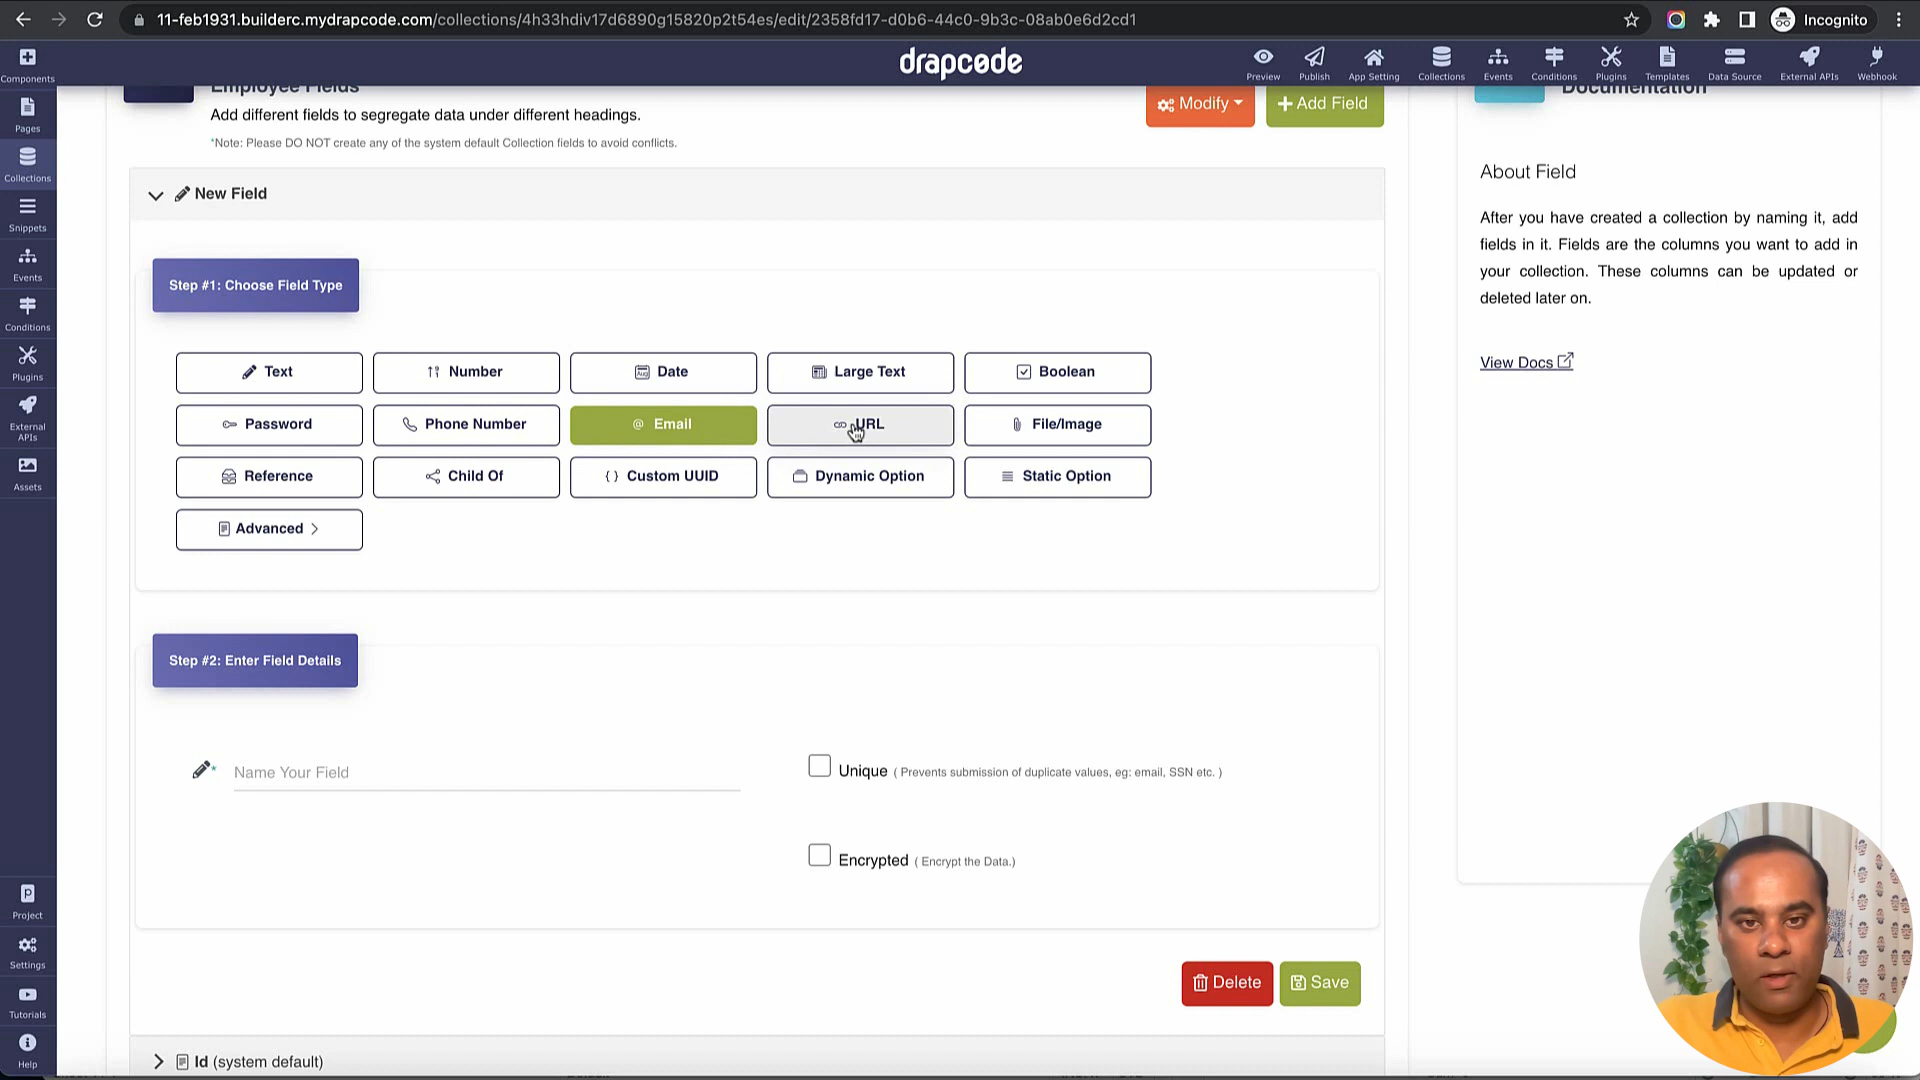 11-feb1931.builderc.mydrapcode.com/collections/4h33hdiv17d6890g15820p2t54es/edit/2358fd17-d0b6-44c0-9b3c-08ab0e6d2cd1
Incognito
Components
drapcode
Preview
Publish
App Setting
Collections
Events
Conditions
Plugins
Templates
Data Source
External APIs
Webhook
Pages
Collections
Snippets
Events
Conditions
Plugins
External APIs
Assets
Project
Settings
Tutorials
Help
Employee Fields
Add different fields to segregate data under different headings.
*Note: Please DO NOT create any of the system default Collection fields to avoid conflicts.
Modify
Add Field
New Field
Step #1: Choose Field Type
Text
Number
Date
Large Text
Boolean
Password
Phone Number
Email
URL
File/Image
Reference
Child Of
Custom UUID
Dynamic Option
Static Option
Advanced
Step #2: Enter Field Details
Name Your Field
Unique ( Prevents submission of duplicate values, eg: email, SSN etc. )
Encrypted ( Encrypt the Data.)
Delete
Save
Id (system default)
Documentation
About Field
After you have created a collection by naming it, add
fields in it. Fields are the columns you want to add in
your collection. These columns can be updated or
deleted later on.
View Docs